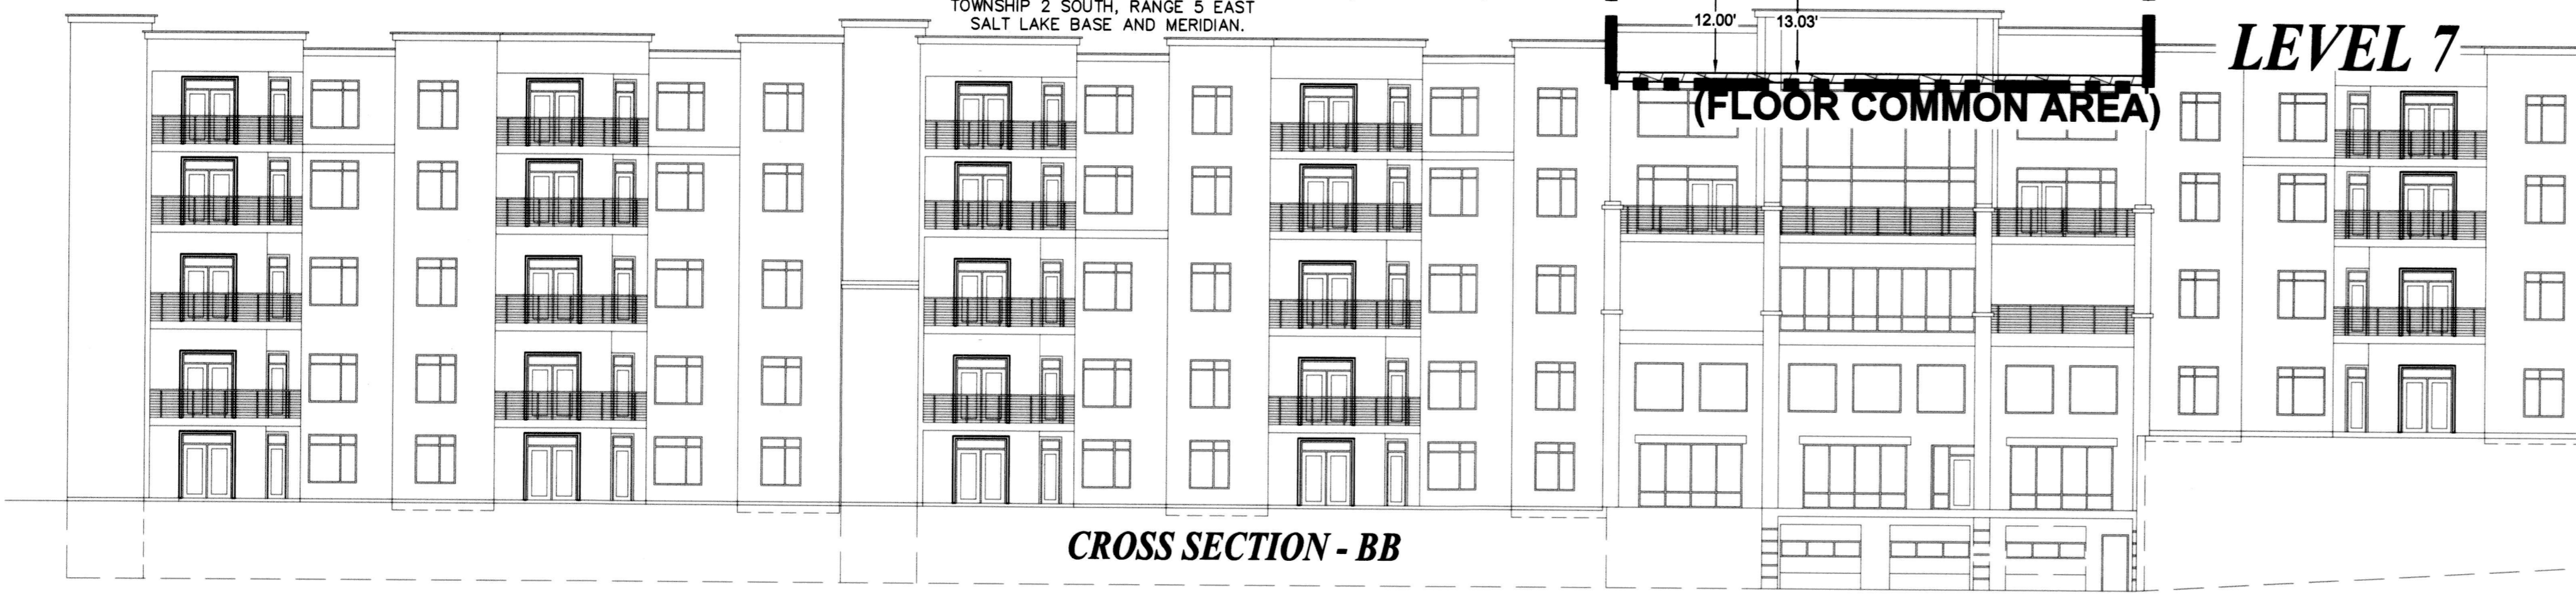 TOWNSHIP 2 SOUTH, RANGE 5 EAST
SALT LAKE BASE AND MERIDIAN.
12.00' 13.03'
LEVEL 7
(FLOOR COMMON AREA)
CROSS SECTION - BB